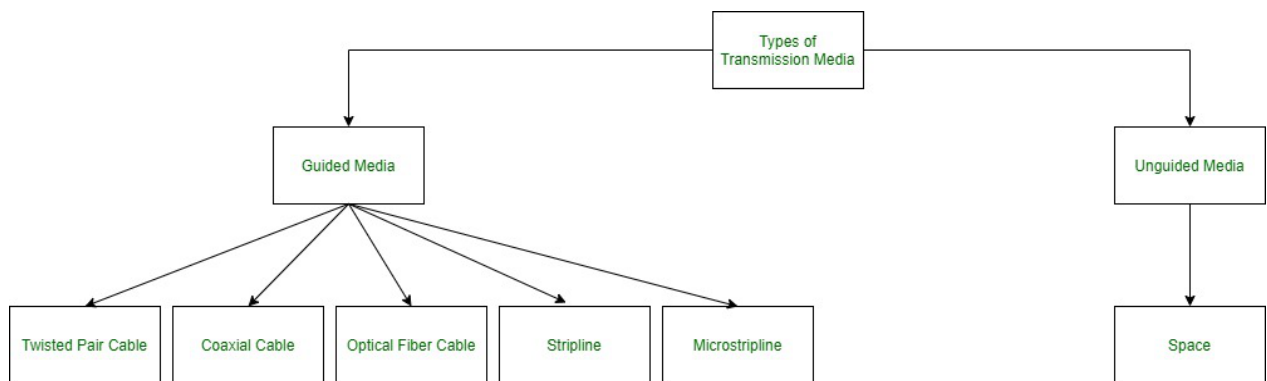 Types of
Transmission Media
Guided Media
Unguided Media
Twisted Pair Cable
Coaxial Cable
Optical Fiber Cable
Stripline
Microstripline
Space